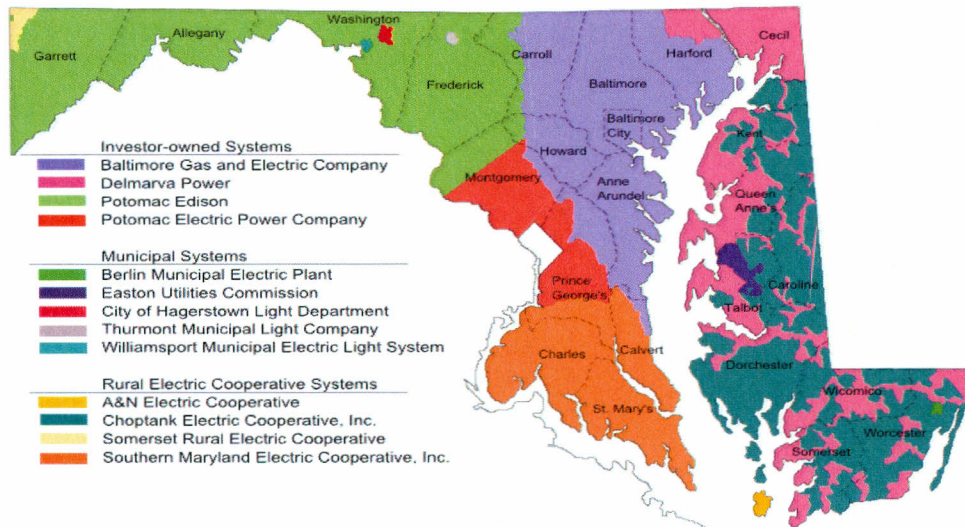 Washington
Cecil
Allegany
Garrett
Carroll
Harford
Frederick
Baltimore
Baltimore
City
Kent
Howard
Montgomery
Anne
Arundel
Queen
Anne's
Prince
George's
Caroline
Talbot
Charles
Calvert
Dorchester
St. Mary's
Wicomico
Worcester
Somerset
Investor-owned Systems
Baltimore Gas and Electric Company
Delmarva Power
Potomac Edison
Potomac Electric Power Company
Municipal Systems
Berlin Municipal Electric Plant
Easton Utilities Commission
City of Hagerstown Light Department
Thurmont Municipal Light Company
Williamsport Municipal Electric Light System
Rural Electric Cooperative Systems
A&N Electric Cooperative
Choptank Electric Cooperative, Inc.
Somerset Rural Electric Cooperative
Southern Maryland Electric Cooperative, Inc.